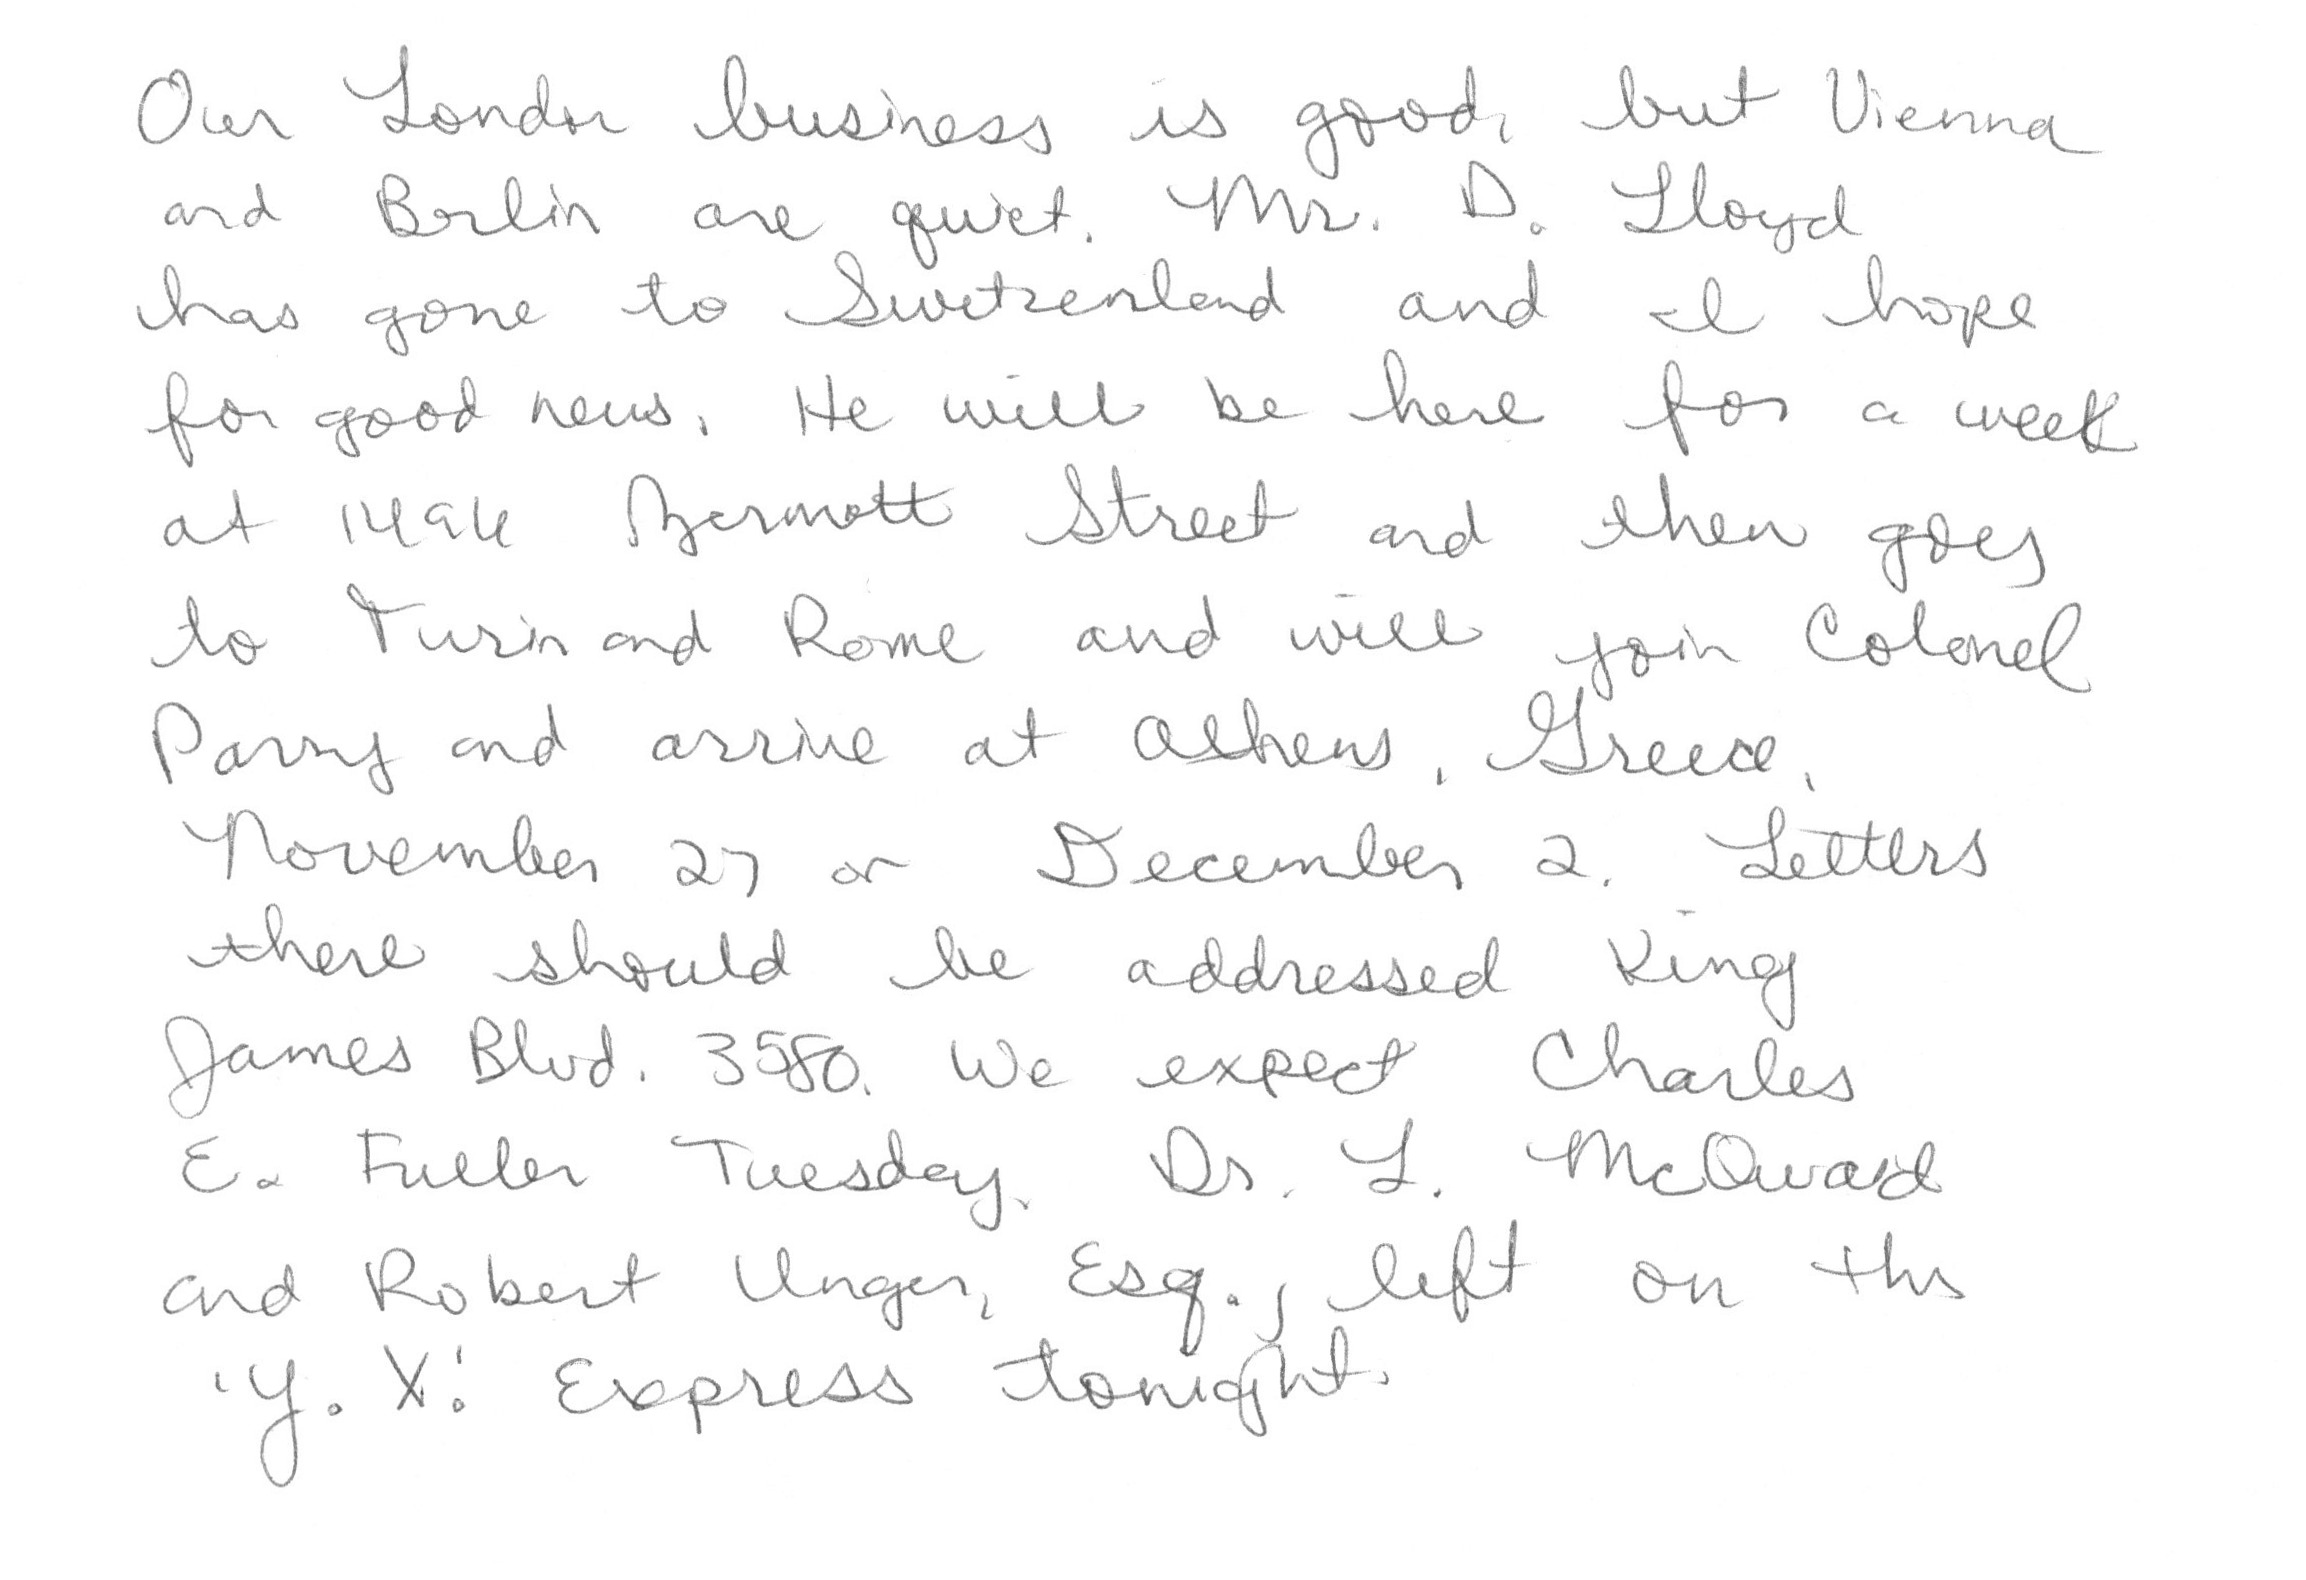 Our London business is good, but Vienna
and Berlin are quiet. Mr. D. Lloyd
has gone to Switzerland and I hope
for good news. He will be here for a week
at 1496 Zermott Street and then goes
to Turin and Rome and will join Colonel
Parry and arrive at Athens, Greece,
November 27 or December 2. Letters
there should be addressed King
James Blvd. 3580. We expect Charles
E. Fuller Tuesday. Dr. L. McQuaid
and Robert Unger, Esq., left on the
'Y. X.' Express tonight.